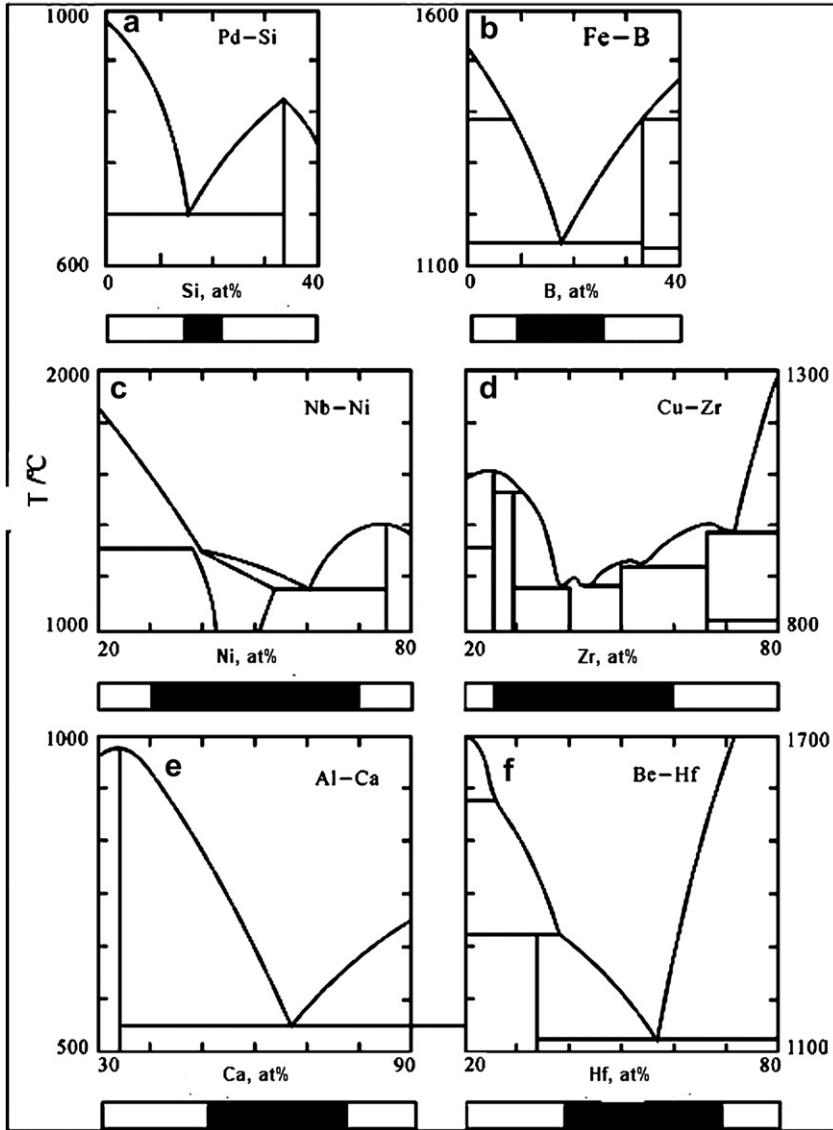 1000
a
Pd–Si
600
0
40
Si, at%
1600
b
Fe–B
1100
0
40
B, at%
T /°C
2000
c
Nb–Ni
1000
20
80
Ni, at%
d
Cu–Zr
1300
800
20
80
Zr, at%
1000
e
Al–Ca
500
30
90
Ca, at%
f
Be–Hf
1700
1100
20
80
Hf, at%